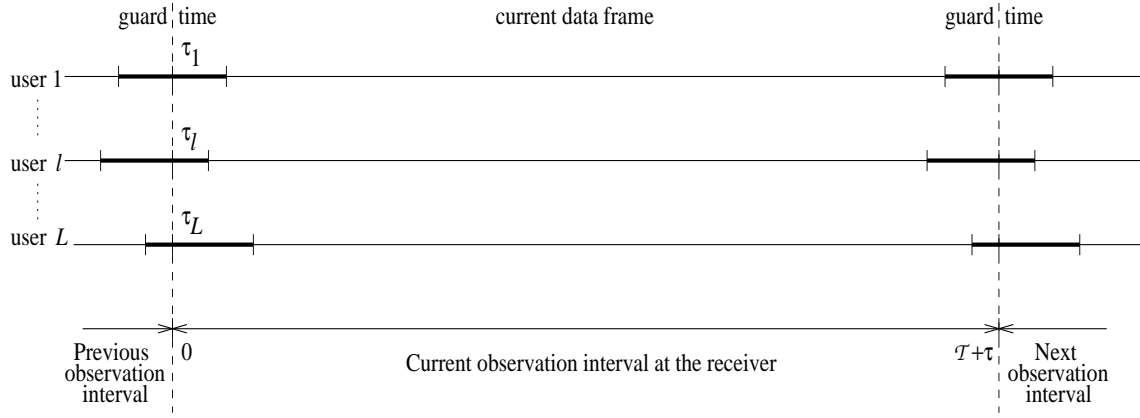 guard time current data frame guard time
user 1 τ1
user l τl
user L τL
0 𝒯+τ
Previous observation interval
Current observation interval at the receiver
Next observation interval